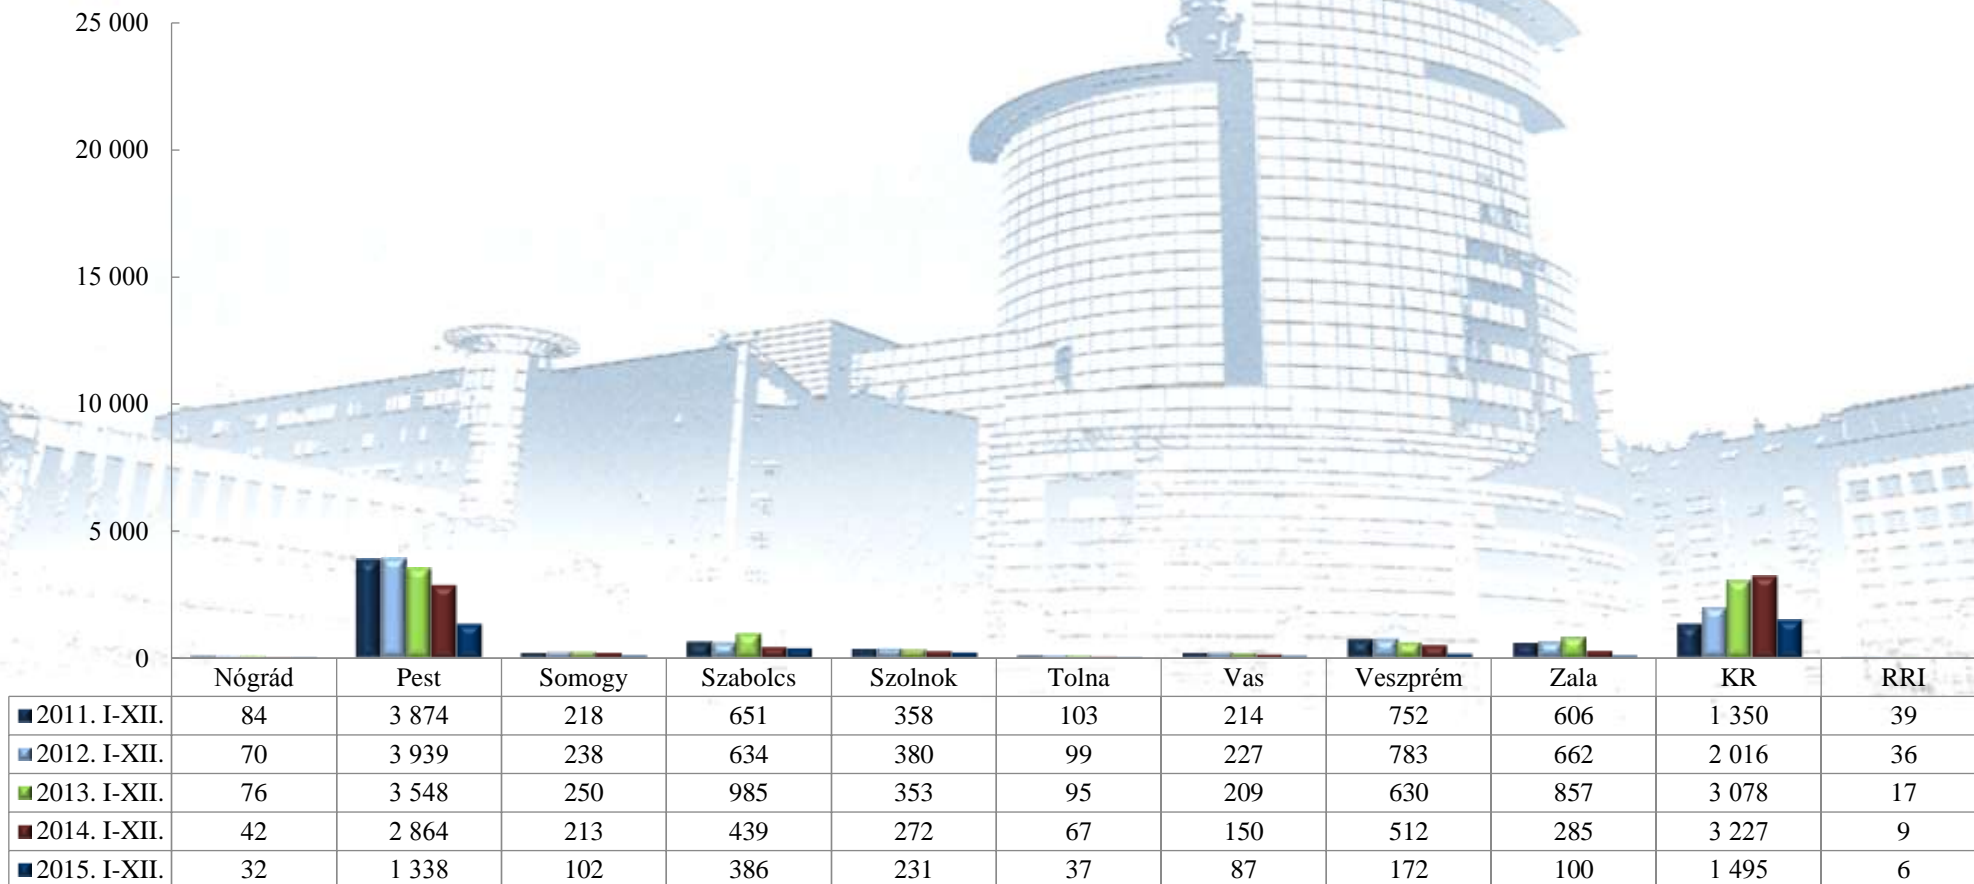 25 000
20 000
15 000
10 000
5 000
0
Nógrád Pest Somogy Szabolcs Szolnok Tolna Vas Veszprém Zala KR RRI
2011. I-XII. 84 3 874 218 651 358 103 214 752 606 1 350 39
2012. I-XII. 70 3 939 238 634 380 99 227 783 662 2 016 36
2013. I-XII. 76 3 548 250 985 353 95 209 630 857 3 078 17
2014. I-XII. 42 2 864 213 439 272 67 150 512 285 3 227 9
2015. I-XII. 32 1 338 102 386 231 37 87 172 100 1 495 6